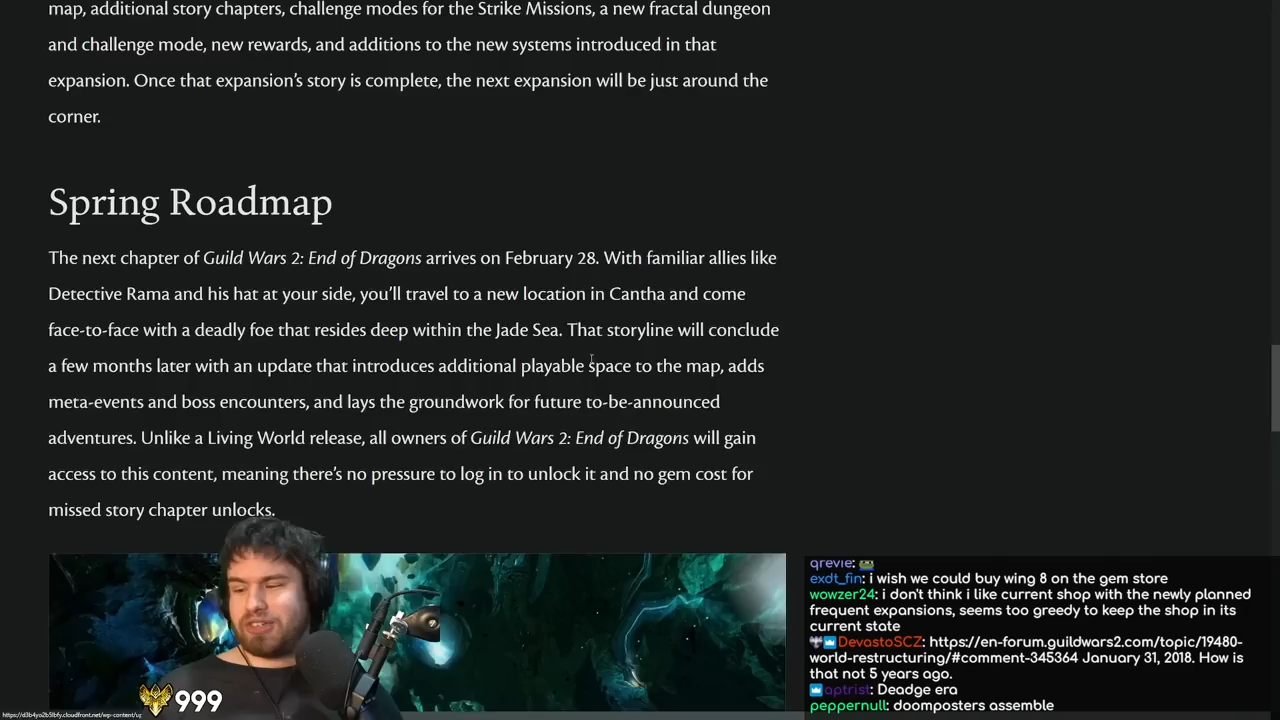 map, additional story chapters, challenge modes for the Strike Missions, a new fractal dungeon
and challenge mode, new rewards, and additions to the new systems introduced in that
expansion. Once that expansion’s story is complete, the next expansion will be just around the
corner.
Spring Roadmap
The next chapter of Guild Wars 2: End of Dragons arrives on February 28. With familiar allies like
Detective Rama and his hat at your side, you’ll travel to a new location in Cantha and come
face-to-face with a deadly foe that resides deep within the Jade Sea. That storyline will conclude
a few months later with an update that introduces additional playable space to the map, adds
meta-events and boss encounters, and lays the groundwork for future to-be-announced
adventures. Unlike a Living World release, all owners of Guild Wars 2: End of Dragons will gain
access to this content, meaning there’s no pressure to log in to unlock it and no gem cost for
missed story chapter unlocks.
qrevie:
exdt_fin: i wish we could buy wing 8 on the gem store
wowzer24: i don't think i like current shop with the newly planned
frequent expansions, seems too greedy to keep the shop in its
current state
DevastoSCZ: https://en-forum.guildwars2.com/topic/19480-
world-restructuring/#comment-345364 January 31, 2018. How is
that not 5 years ago.
aptrist: Deadge era
peppernull: doomposters assemble
999